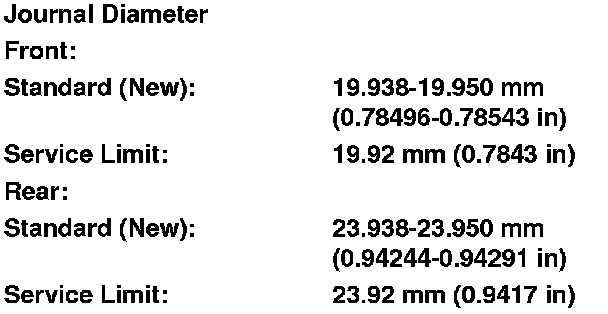 Journal Diameter
Front:
Standard (New): 19.938-19.950 mm
(0.78496-0.78543 in)
Service Limit: 19.92 mm (0.7843 in)
Rear:
Standard (New): 23.938-23.950 mm
(0.94244-0.94291 in)
Service Limit: 23.92 mm (0.9417 in)